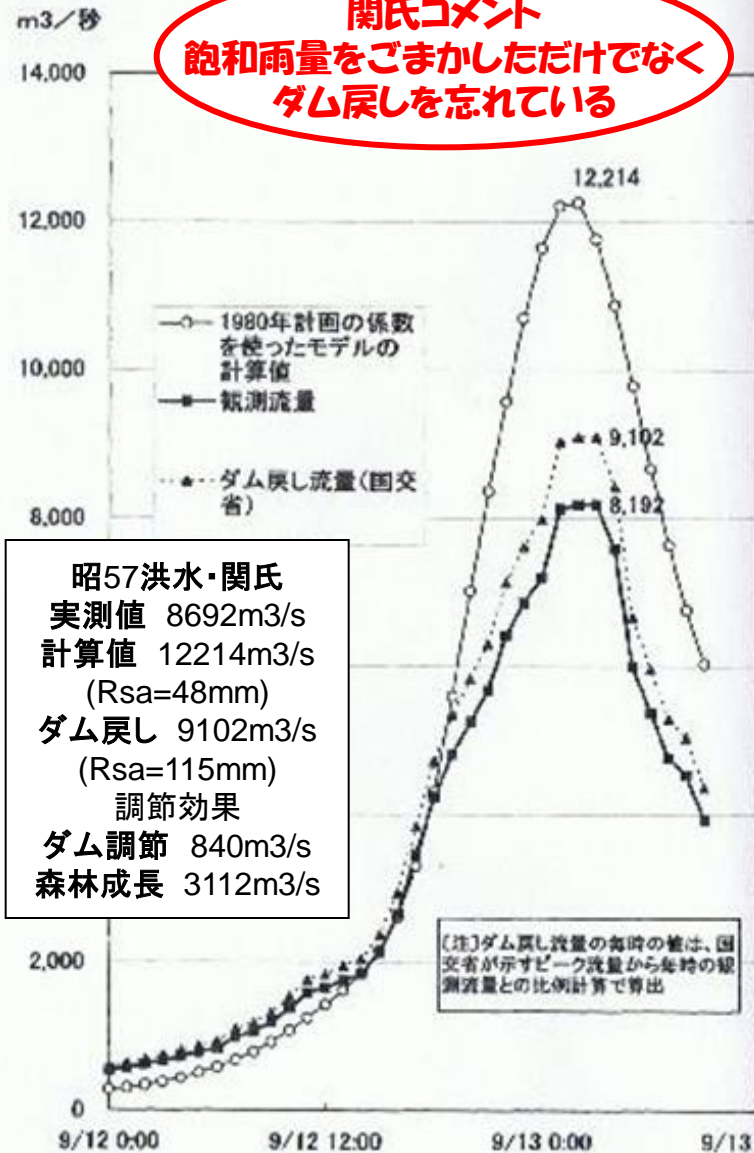 m3／秒
関氏コメント
飽和雨量をごまかしただけでなく
ダム戻しを忘れている
14,000
12,214
12,000
1980年計画の係数
を使ったモデルの
計算値
10,000
観測流量
9,102
ダム戻し流量(国交
省)
8,192
8,000
昭57洪水・関氏
実測値 8692m3/s
計算値 12214m3/s
(Rsa=48mm)
ダム戻し 9102m3/s
(Rsa=115mm)
調節効果
ダム調節 840m3/s
森林成長 3112m3/s
[注]ダム戻し流量の毎時の値は、国
交省が示すピーク流量から毎時の観
測流量との比例計算で算出
2,000
0
9/12 0:00
9/12 12:00
9/13 0:00
9/13